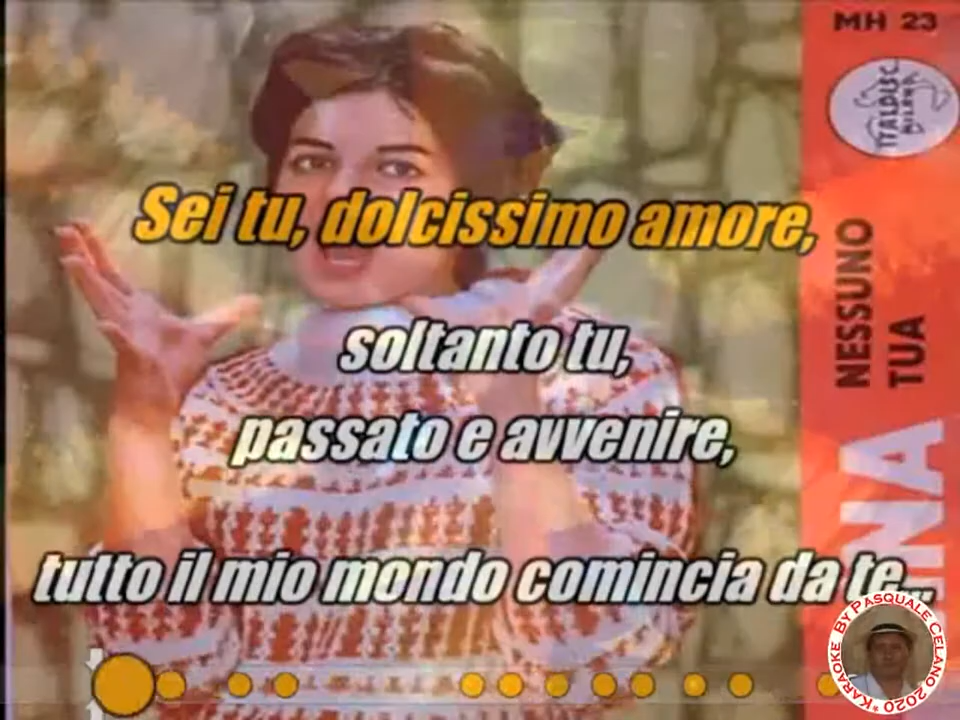 MH 23
ITALDISC
MILANO
Sei tu, dolcissimo amore,
NESSUNO
TUA
soltanto tu,
passato e avvenire,
INA
tutto il mio mondo comincia da te...
*KARAOKE BY PASQUALE CELANO 2020*